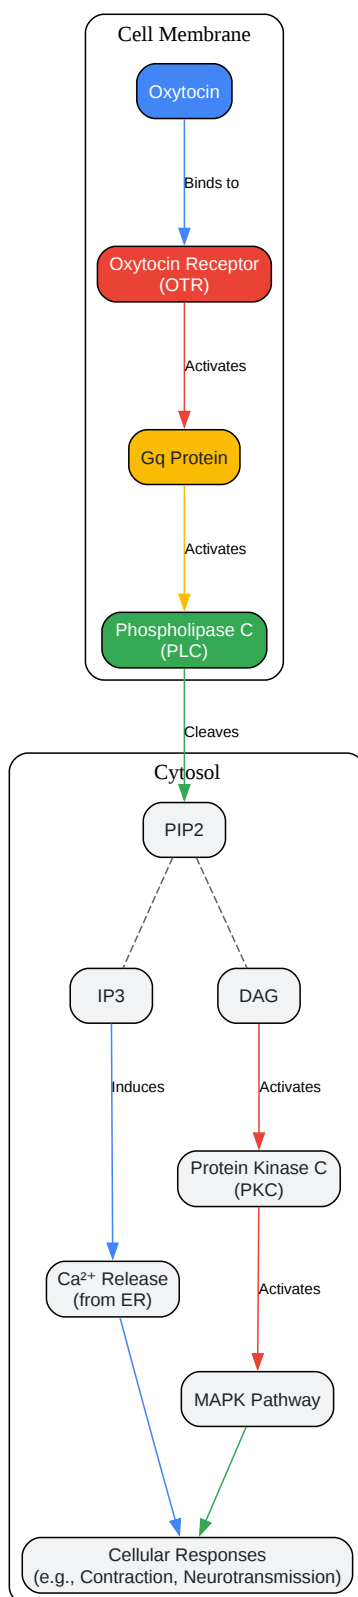 Cell Membrane
Oxytocin
Binds to
Oxytocin Receptor
(OTR)
Activates
Gq Protein
Activates
Phospholipase C
(PLC)
Cleaves
Cytosol
PIP2
IP3
DAG
Induces
Activates
Protein Kinase C
(PKC)
Ca²⁺ Release
(from ER)
Activates
MAPK Pathway
Cellular Responses
(e.g., Contraction, Neurotransmission)